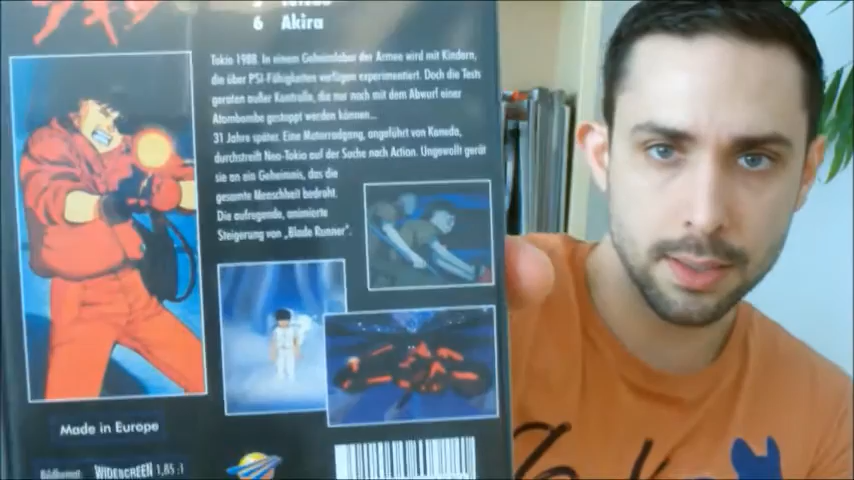 6 Akira
Tokio 1988. In einem Geheimlabor der Armee wird mit Kindern,
die über PSI-Fähigkeiten verfügen experimentiert. Doch die Tests
geraten außer Kontrolle, die nur noch mit dem Abwurf einer
Atombombe gestoppt werden können...
31 Jahre später. Eine Motorradgang, angeführt von Kaneda,
durchstreift Neo-Tokio auf der Suche nach Action. Ungewollt gerät
sie an ein Geheimnis, das die
gesamte Menschheit bedroht.
Die aufregende, animierte
Steigerung von „Blade Runner".
Made in Europe
Bildformat: WIDESCREEN 1,85:1